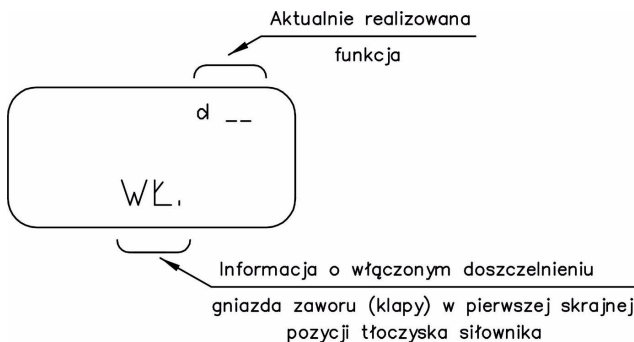 Aktualnie realizowana
funkcja
d __
WŁ.
Informacja o włączonym doszczelnieniu
gniazda zaworu (klapy) w pierwszej skrajnej
pozycji tłoczyska siłownika